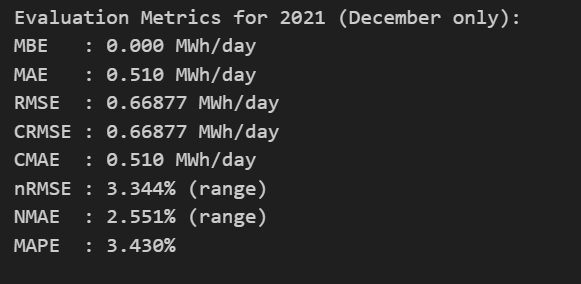 Evaluation Metrics for 2021 (December only):
MBE   : 0.000 MWh/day
MAE   : 0.510 MWh/day
RMSE  : 0.66877 MWh/day
CRMSE : 0.66877 MWh/day
CMAE  : 0.510 MWh/day
nRMSE : 3.344% (range)
NMAE  : 2.551% (range)
MAPE  : 3.430%